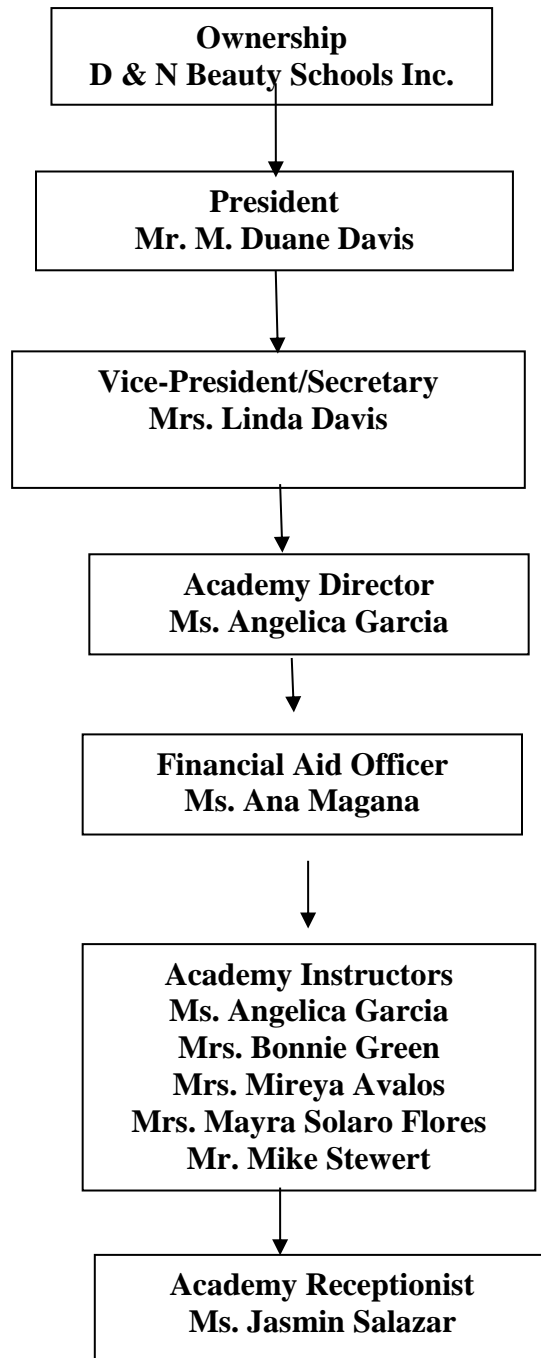 Ownership
D & N Beauty Schools Inc.
President
Mr. M. Duane Davis
Vice-President/Secretary
Mrs. Linda Davis
Academy Director
Ms. Angelica Garcia
Financial Aid Officer
Ms. Ana Magana
Academy Instructors
Ms. Angelica Garcia
Mrs. Bonnie Green
Mrs. Mireya Avalos
Mrs. Mayra Solaro Flores
Mr. Mike Stewert
Academy Receptionist
Ms. Jasmin Salazar